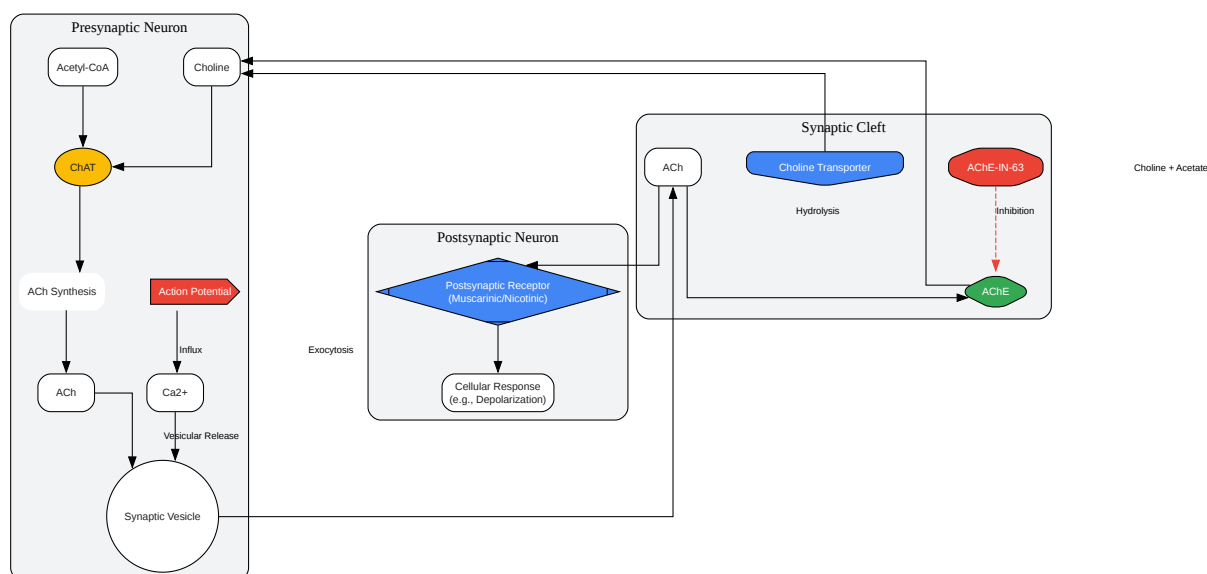 Presynaptic Neuron
Acetyl-CoA
Choline
Synaptic Cleft
ChAT
ACh
Choline Transporter
AChE-IN-63
Choline + Acetate
Hydrolysis
Inhibition
Postsynaptic Neuron
ACh Synthesis
Action Potential
Postsynaptic Receptor
(Muscarinic/Nicotinic)
AChE
Influx
Exocytosis
ACh
Ca2+
Cellular Response
(e.g., Depolarization)
Vesicular Release
Synaptic Vesicle